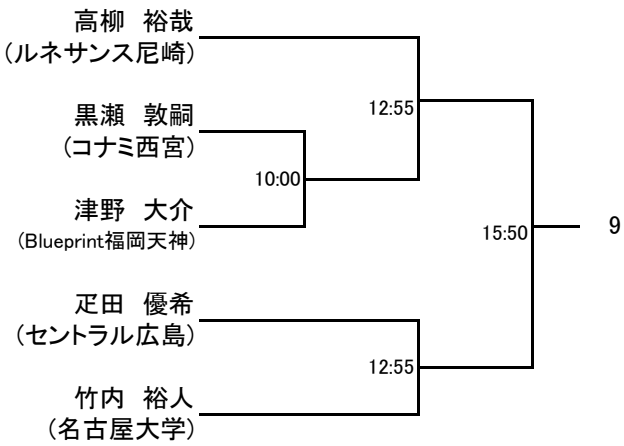 高柳　裕哉
(ルネサンス尼崎)
12:55
黒瀬　敦嗣
(コナミ西宮)
10:00
津野　大介
(Blueprint福岡天神)
15:50
9
疋田　優希
(セントラル広島)
12:55
竹内　裕人
(名古屋大学)